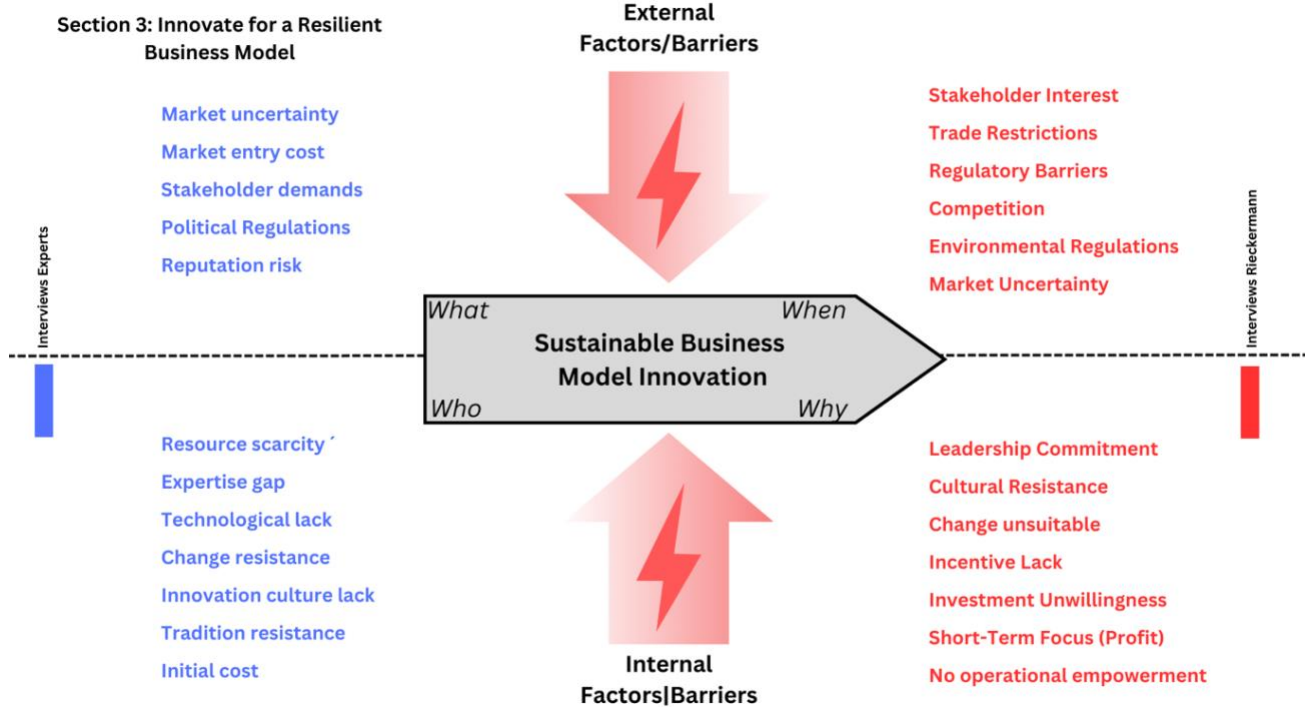 Section 3: Innovate for a Resilient
Business Model
External
Factors/Barriers
Market uncertainty
Market entry cost
Stakeholder demands
Political Regulations
Reputation risk
Stakeholder Interest
Trade Restrictions
Regulatory Barriers
Competition
Environmental Regulations
Market Uncertainty
Interviews Experts
Interviews Rieckermann
What
When
Sustainable Business
Model Innovation
Who
Why
Resource scarcity ´
Expertise gap
Technological lack
Change resistance
Innovation culture lack
Tradition resistance
Initial cost
Leadership Commitment
Cultural Resistance
Change unsuitable
Incentive Lack
Investment Unwillingness
Short-Term Focus (Profit)
No operational empowerment
Internal
Factors|Barriers